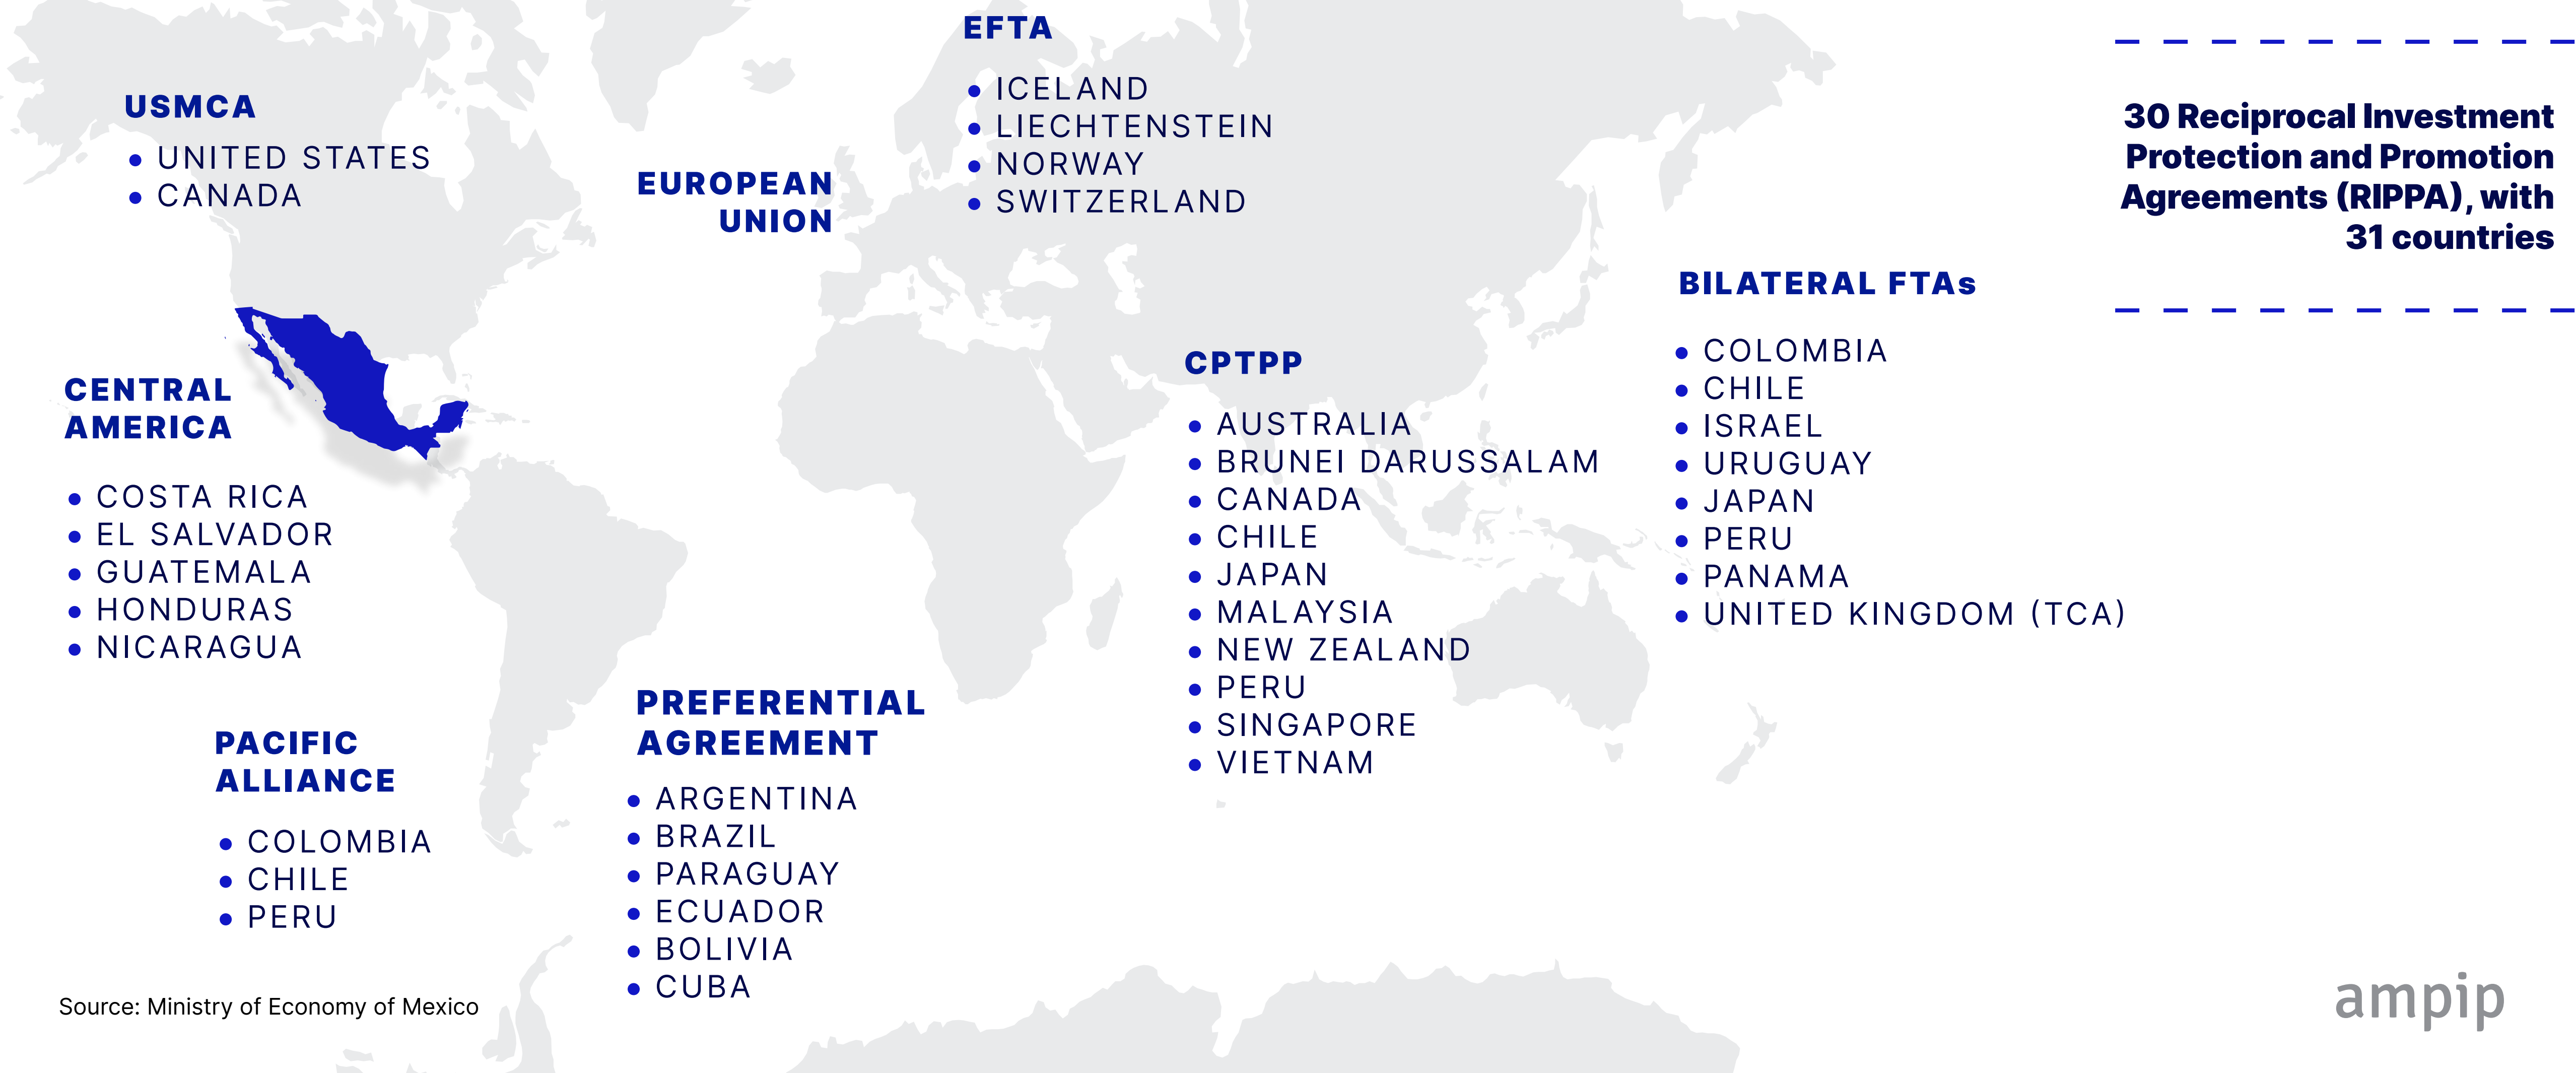 USMCA
UNITED STATES
CANADA
EUROPEAN
UNION
EFTA
ICELAND
LIECHTENSTEIN
NORWAY
SWITZERLAND
30 Reciprocal Investment
Protection and Promotion
Agreements (RIPPA), with
31 countries
CENTRAL
AMERICA
COSTA RICA
EL SALVADOR
GUATEMALA
HONDURAS
NICARAGUA
PACIFIC
ALLIANCE
COLOMBIA
CHILE
PERU
PREFERENTIAL
AGREEMENT
ARGENTINA
BRAZIL
PARAGUAY
ECUADOR
BOLIVIA
CUBA
CPTPP
AUSTRALIA
BRUNEI DARUSSALAM
CANADA
CHILE
JAPAN
MALAYSIA
NEW ZEALAND
PERU
SINGAPORE
VIETNAM
BILATERAL FTAs
COLOMBIA
CHILE
ISRAEL
URUGUAY
JAPAN
PERU
PANAMA
UNITED KINGDOM (TCA)
Source: Ministry of Economy of Mexico
ampip